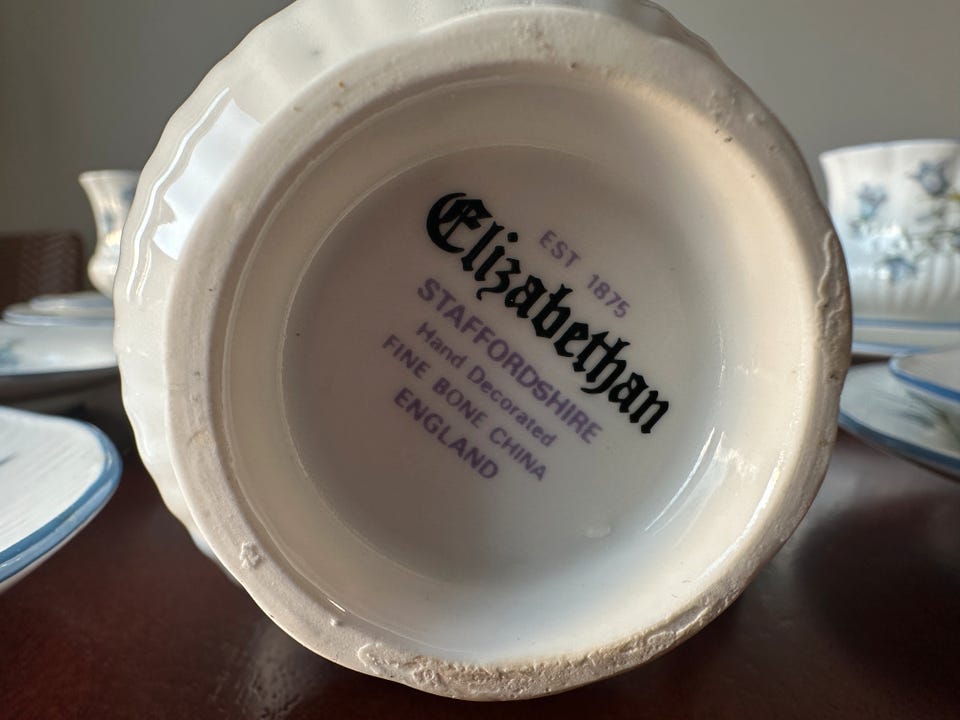 EST 1875
Elizabethan
STAFFORDSHIRE
Hand Decorated
FINE BONE CHINA
ENGLAND